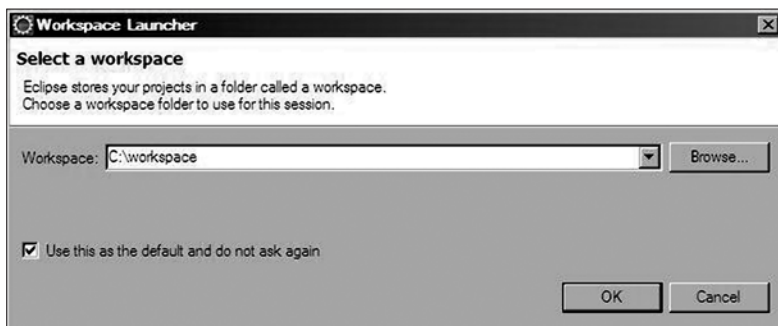 Workspace Launcher
Select a workspace
Eclipse stores your projects in a folder called a workspace.
Choose a workspace folder to use for this session.
Workspace: C:\workspace Browse...
Use this as the default and do not ask again
OK Cancel